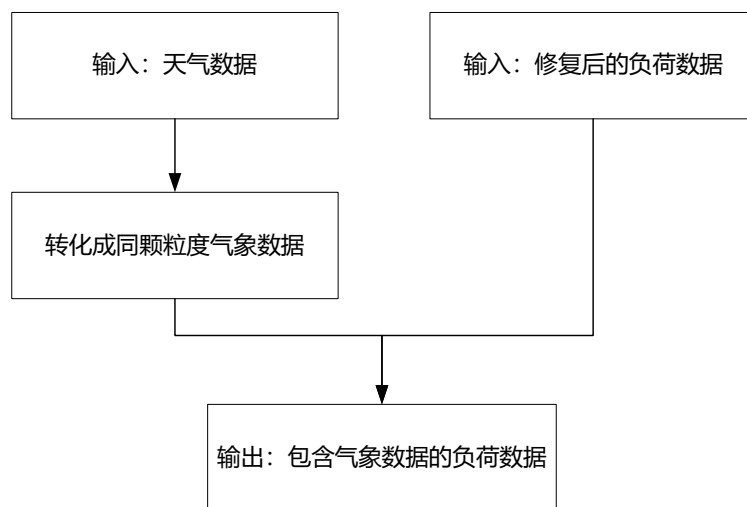 输入：天气数据
输入：修复后的负荷数据
转化成同颗粒度气象数据
输出：包含气象数据的负荷数据